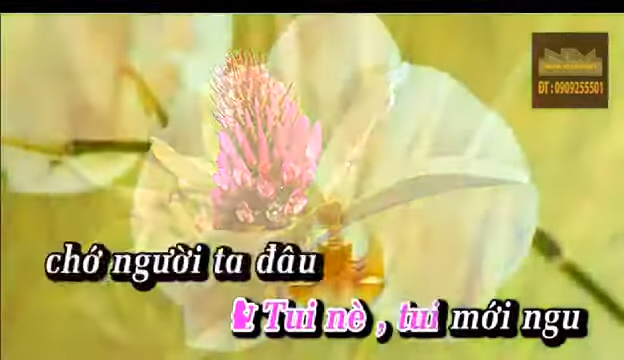 ĐT : 0909255501
chớ người ta đâu
Tui nè , tui mới ngu